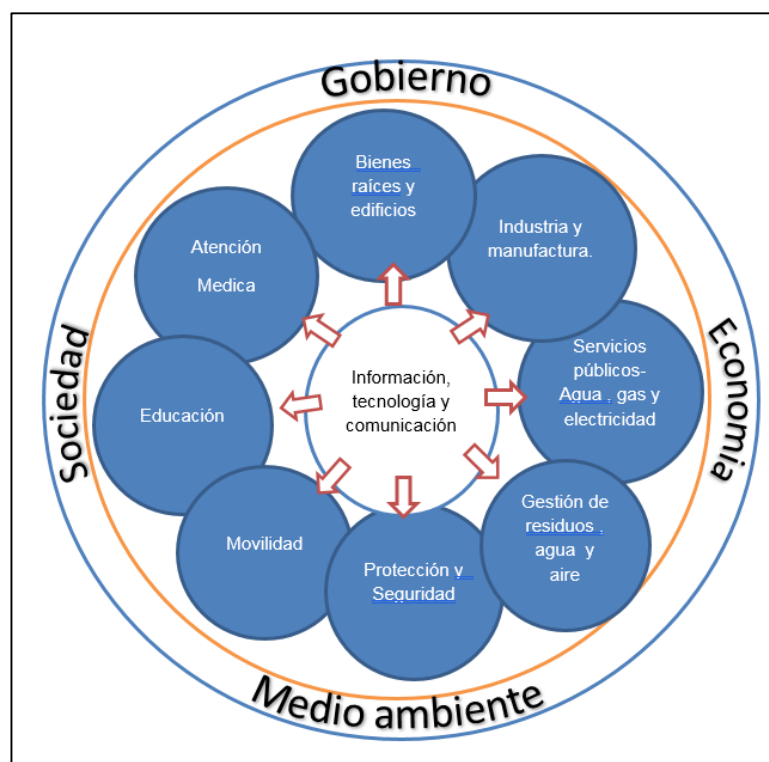 Gobierno
Bienes
raíces y
edificios
Industria y
manufactura.
Servicios
públicos-
Agua , gas y
electricidad
Gestión de
residuos ,
agua y
aire
Protección y
Seguridad
Movilidad
Educación
Atención
Medica
Información,
tecnología y
comunicación
Sociedad
Economia
Medio ambiente